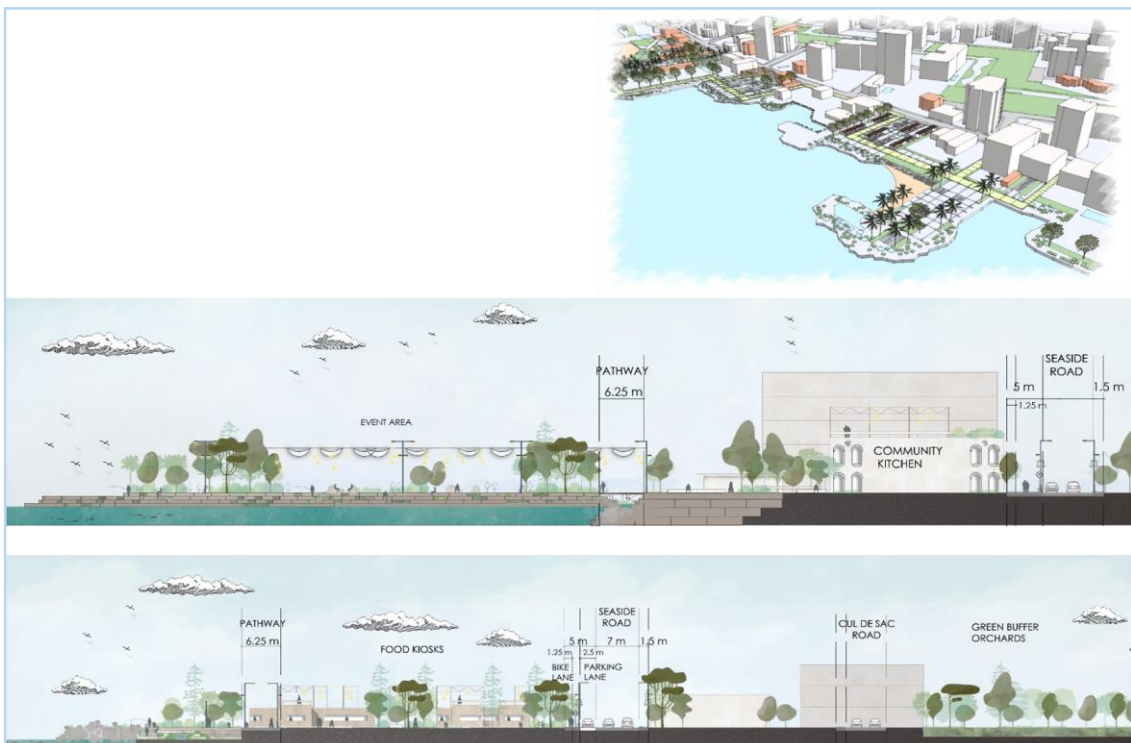 SEASIDE
ROAD
PATHWAY
6.25 m
5 m
1.5 m
1.25 m
EVENT AREA
COMMUNITY
KITCHEN
SEASIDE
ROAD
CUL DE SAC
ROAD
GREEN BUFFER
ORCHARDS
PATHWAY
6.25 m
5 m
7 m
1.5 m
FOOD KIOSKS
1.25 m
2.5 m
BIKE
LANE
PARKING
LANE